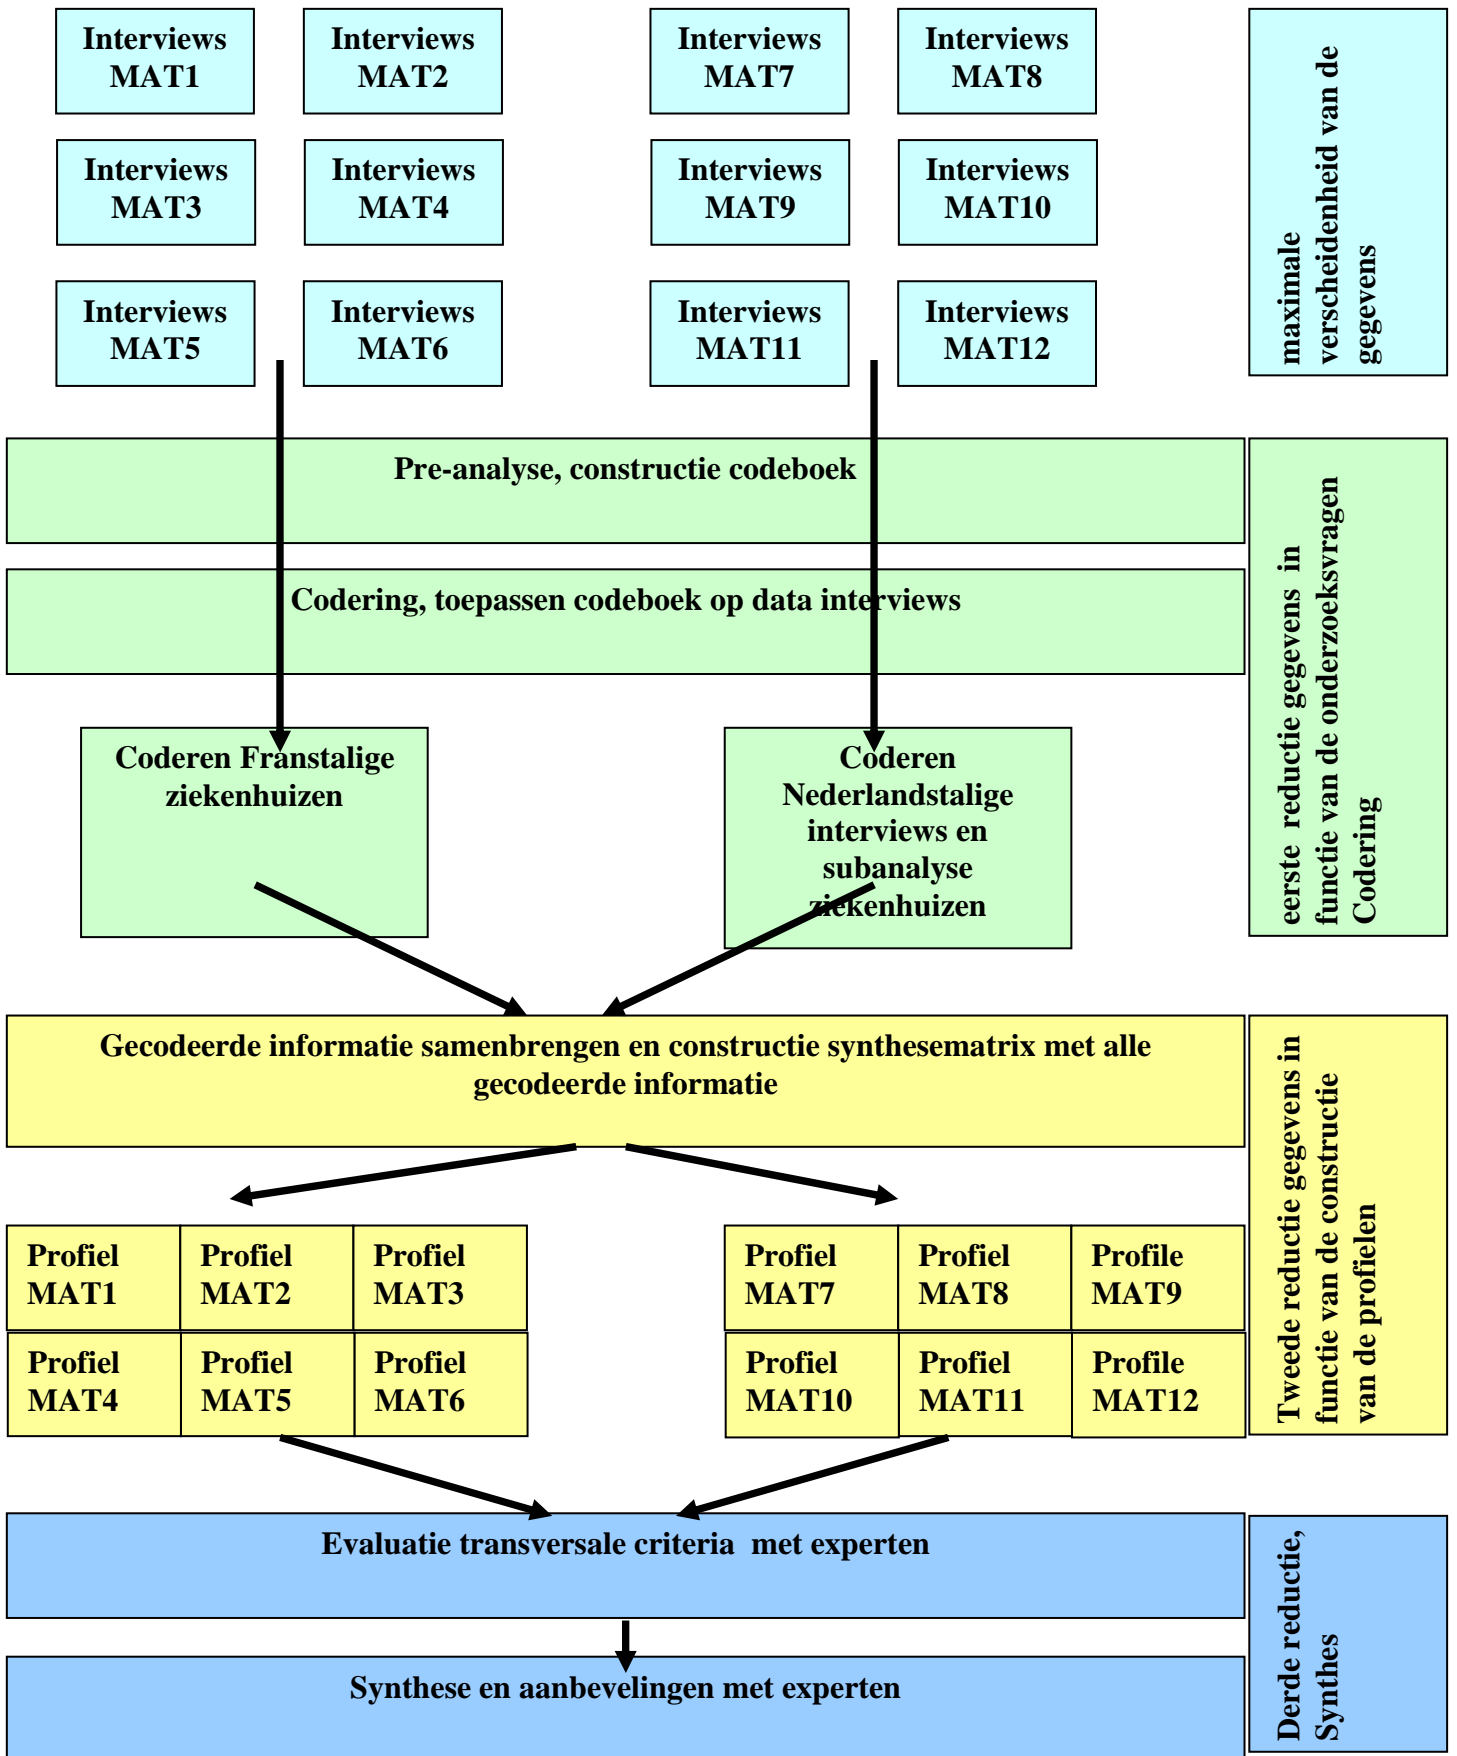 Interviews
MAT1
Interviews
MAT2
Interviews
MAT7
Interviews
MAT8
Interviews
MAT3
Interviews
MAT4
Interviews
MAT9
Interviews
MAT10
Interviews
MAT5
Interviews
MAT6
Interviews
MAT11
Interviews
MAT12
maximale
verscheidenheid van de
gegevens
Pre-analyse, constructie codeboek
Codering, toepassen codeboek op data interviews
Coderen Franstalige
ziekenhuizen
Coderen
Nederlandstalige
interviews en
subanalyse
ziekenhuizen
eerste reductie gegevens in
functie van de onderzoeksvragen
Codering
Gecodeerde informatie samenbrengen en constructie synthesematrix met alle
gecodeerde informatie
Profiel
MAT1
Profiel
MAT2
Profiel
MAT3
Profiel
MAT7
Profiel
MAT8
Profile
MAT9
Profiel
MAT4
Profiel
MAT5
Profiel
MAT6
Profiel
MAT10
Profiel
MAT11
Profile
MAT12
Tweede reductie gegevens in
functie van de constructie
van de profielen
Evaluatie transversale criteria met experten
Synthese en aanbevelingen met experten
Derde reductie,
Synthes